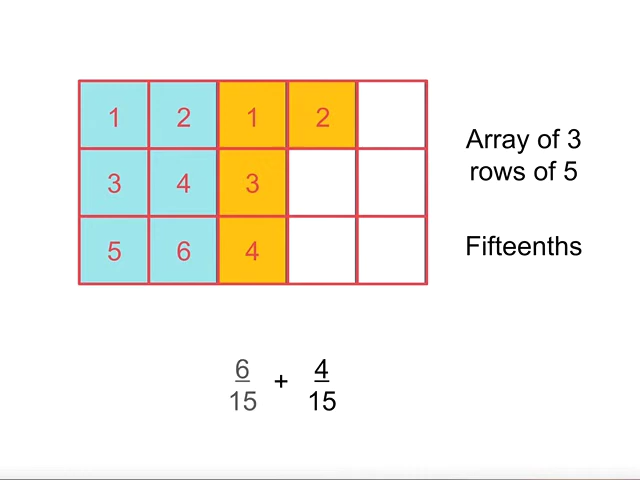 1 2 1 2
3 4 3
5 6 4
Array of 3
rows of 5
Fifteenths
6 4
+
15 15